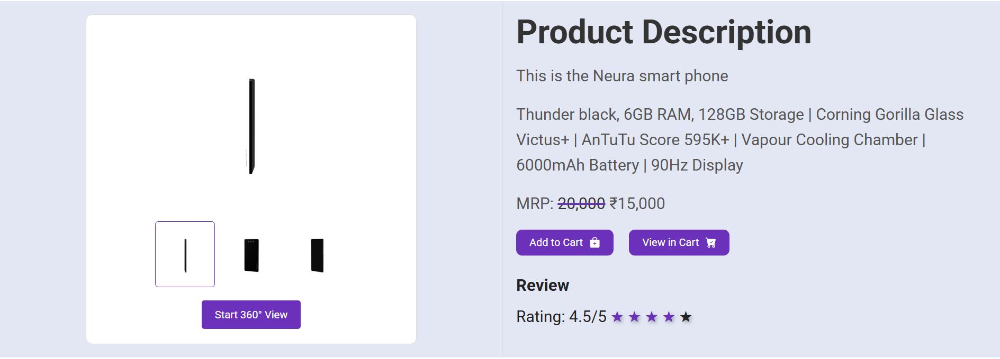 Product Description
This is the Neura smart phone
Thunder black, 6GB RAM, 128GB Storage | Corning Gorilla Glass
Victus+ | AnTuTu Score 595K+ | Vapour Cooling Chamber |
6000mAh Battery | 90Hz Display
MRP: 20,000 ₹15,000
Add to Cart
View in Cart
Review
Rating: 4.5/5
Start 360° View